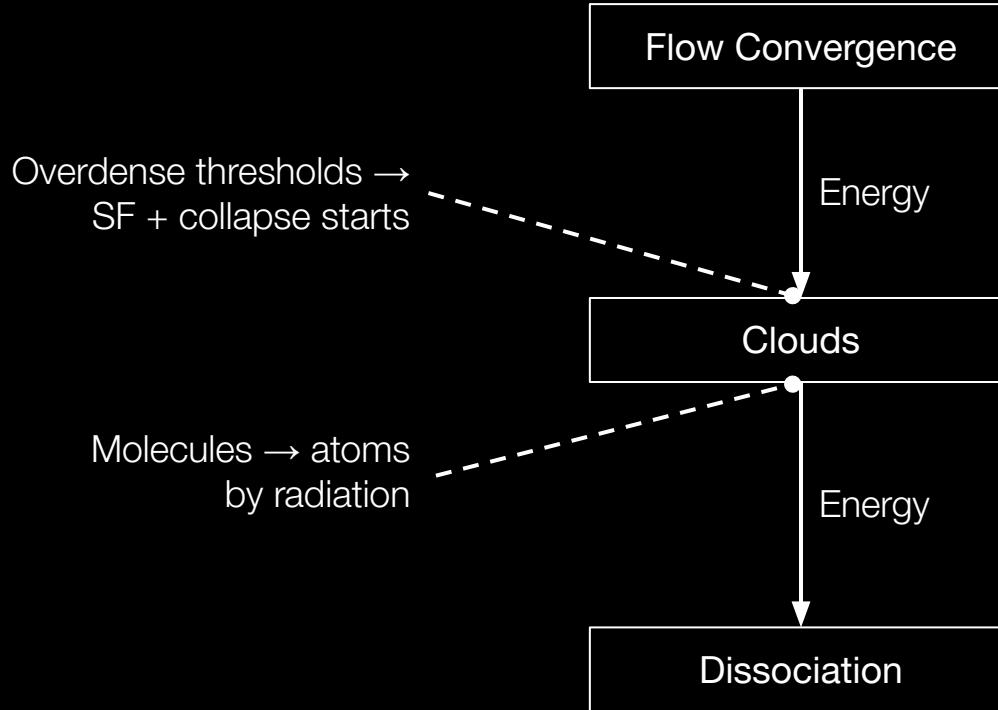 Flow Convergence
Overdense thresholds →
SF + collapse starts
Energy
Clouds
Molecules → atoms
by radiation
Energy
Dissociation